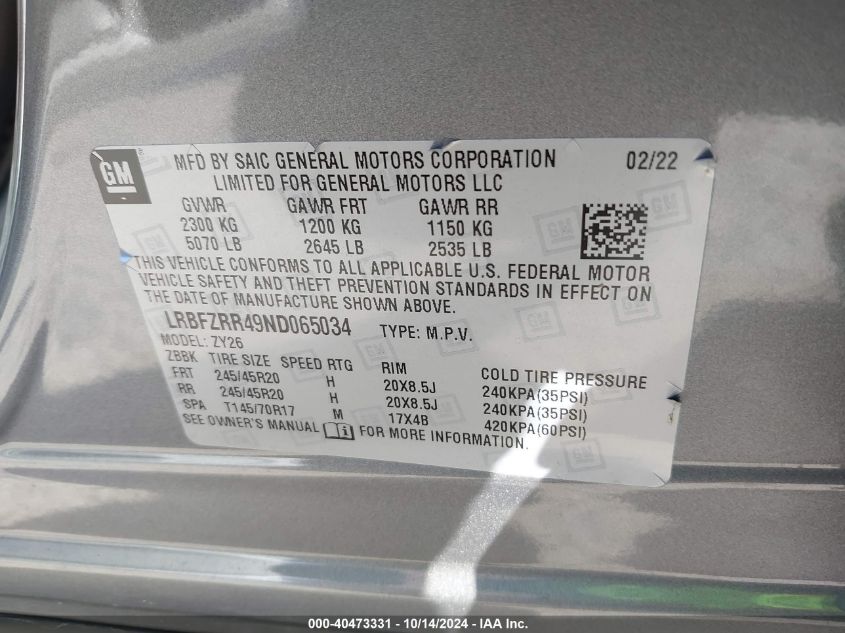 GM
MFD BY SAIC GENERAL MOTORS CORPORATION 02/22
LIMITED FOR GENERAL MOTORS LLC
GVWR GAWR FRT GAWR RR
2300 KG 1200 KG 1150 KG
5070 LB 2645 LB 2535 LB
THIS VEHICLE CONFORMS TO ALL APPLICABLE U.S. FEDERAL MOTOR
VEHICLE SAFETY AND THEFT PREVENTION STANDARDS IN EFFECT ON
THE DATE OF MANUFACTURE SHOWN ABOVE.
LRBFZRR49ND065034 TYPE: M.P.V.
MODEL: ZY26
ZBBK TIRE SIZE SPEED RTG RIM COLD TIRE PRESSURE
FRT 245/45R20 H 20X8.5J 240KPA(35PSI)
RR 245/45R20 H 20X8.5J 240KPA(35PSI)
SPA T145/70R17 M 17X4B 420KPA(60PSI)
SEE OWNER'S MANUAL FOR MORE INFORMATION.
000-40473331 - 10/14/2024 - IAA Inc.